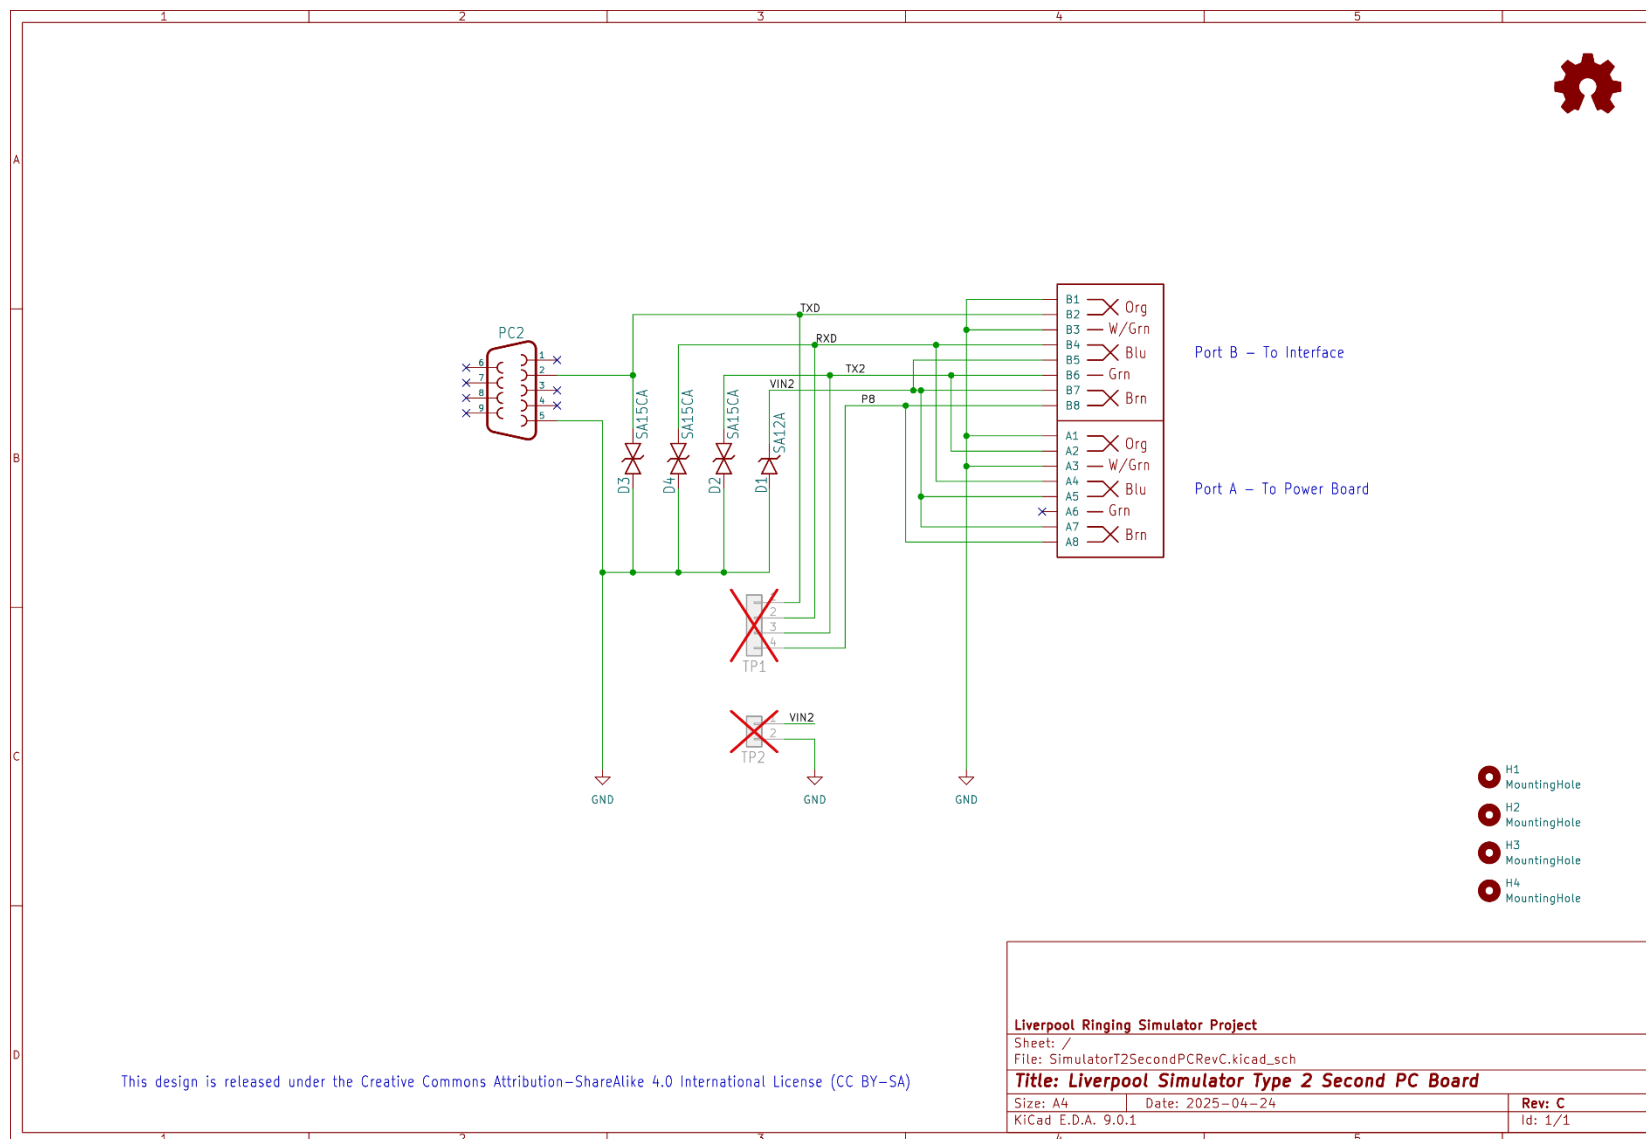 1 2 3 4 5
A
B
C
D
TXD
RXD
TX2
VIN2
P8
PC2
1
2
3
4
5
6
7
8
9
SA15CA
SA15CA
SA15CA
SA12A
D3
D4
D2
D1
B1
B2
B3
B4
B5
B6
B7
B8
Org
W/Grn
Blu
Grn
Brn
Port B – To Interface
A1
A2
A3
A4
A5
A6
A7
A8
Org
W/Grn
Blu
Grn
Brn
Port A – To Power Board
1
2
3
4
TP1
VIN2
1
2
TP2
GND
GND
GND
H1
MountingHole
H2
MountingHole
H3
MountingHole
H4
MountingHole
This design is released under the Creative Commons Attribution–ShareAlike 4.0 International License (CC BY–SA)
Liverpool Ringing Simulator Project
Sheet: /
File: SimulatorT2SecondPCRevC.kicad_sch
Title: Liverpool Simulator Type 2 Second PC Board
Size: A4 Date: 2025–04–24 Rev: C
KiCad E.D.A. 9.0.1 Id: 1/1
1 2 3 4 5